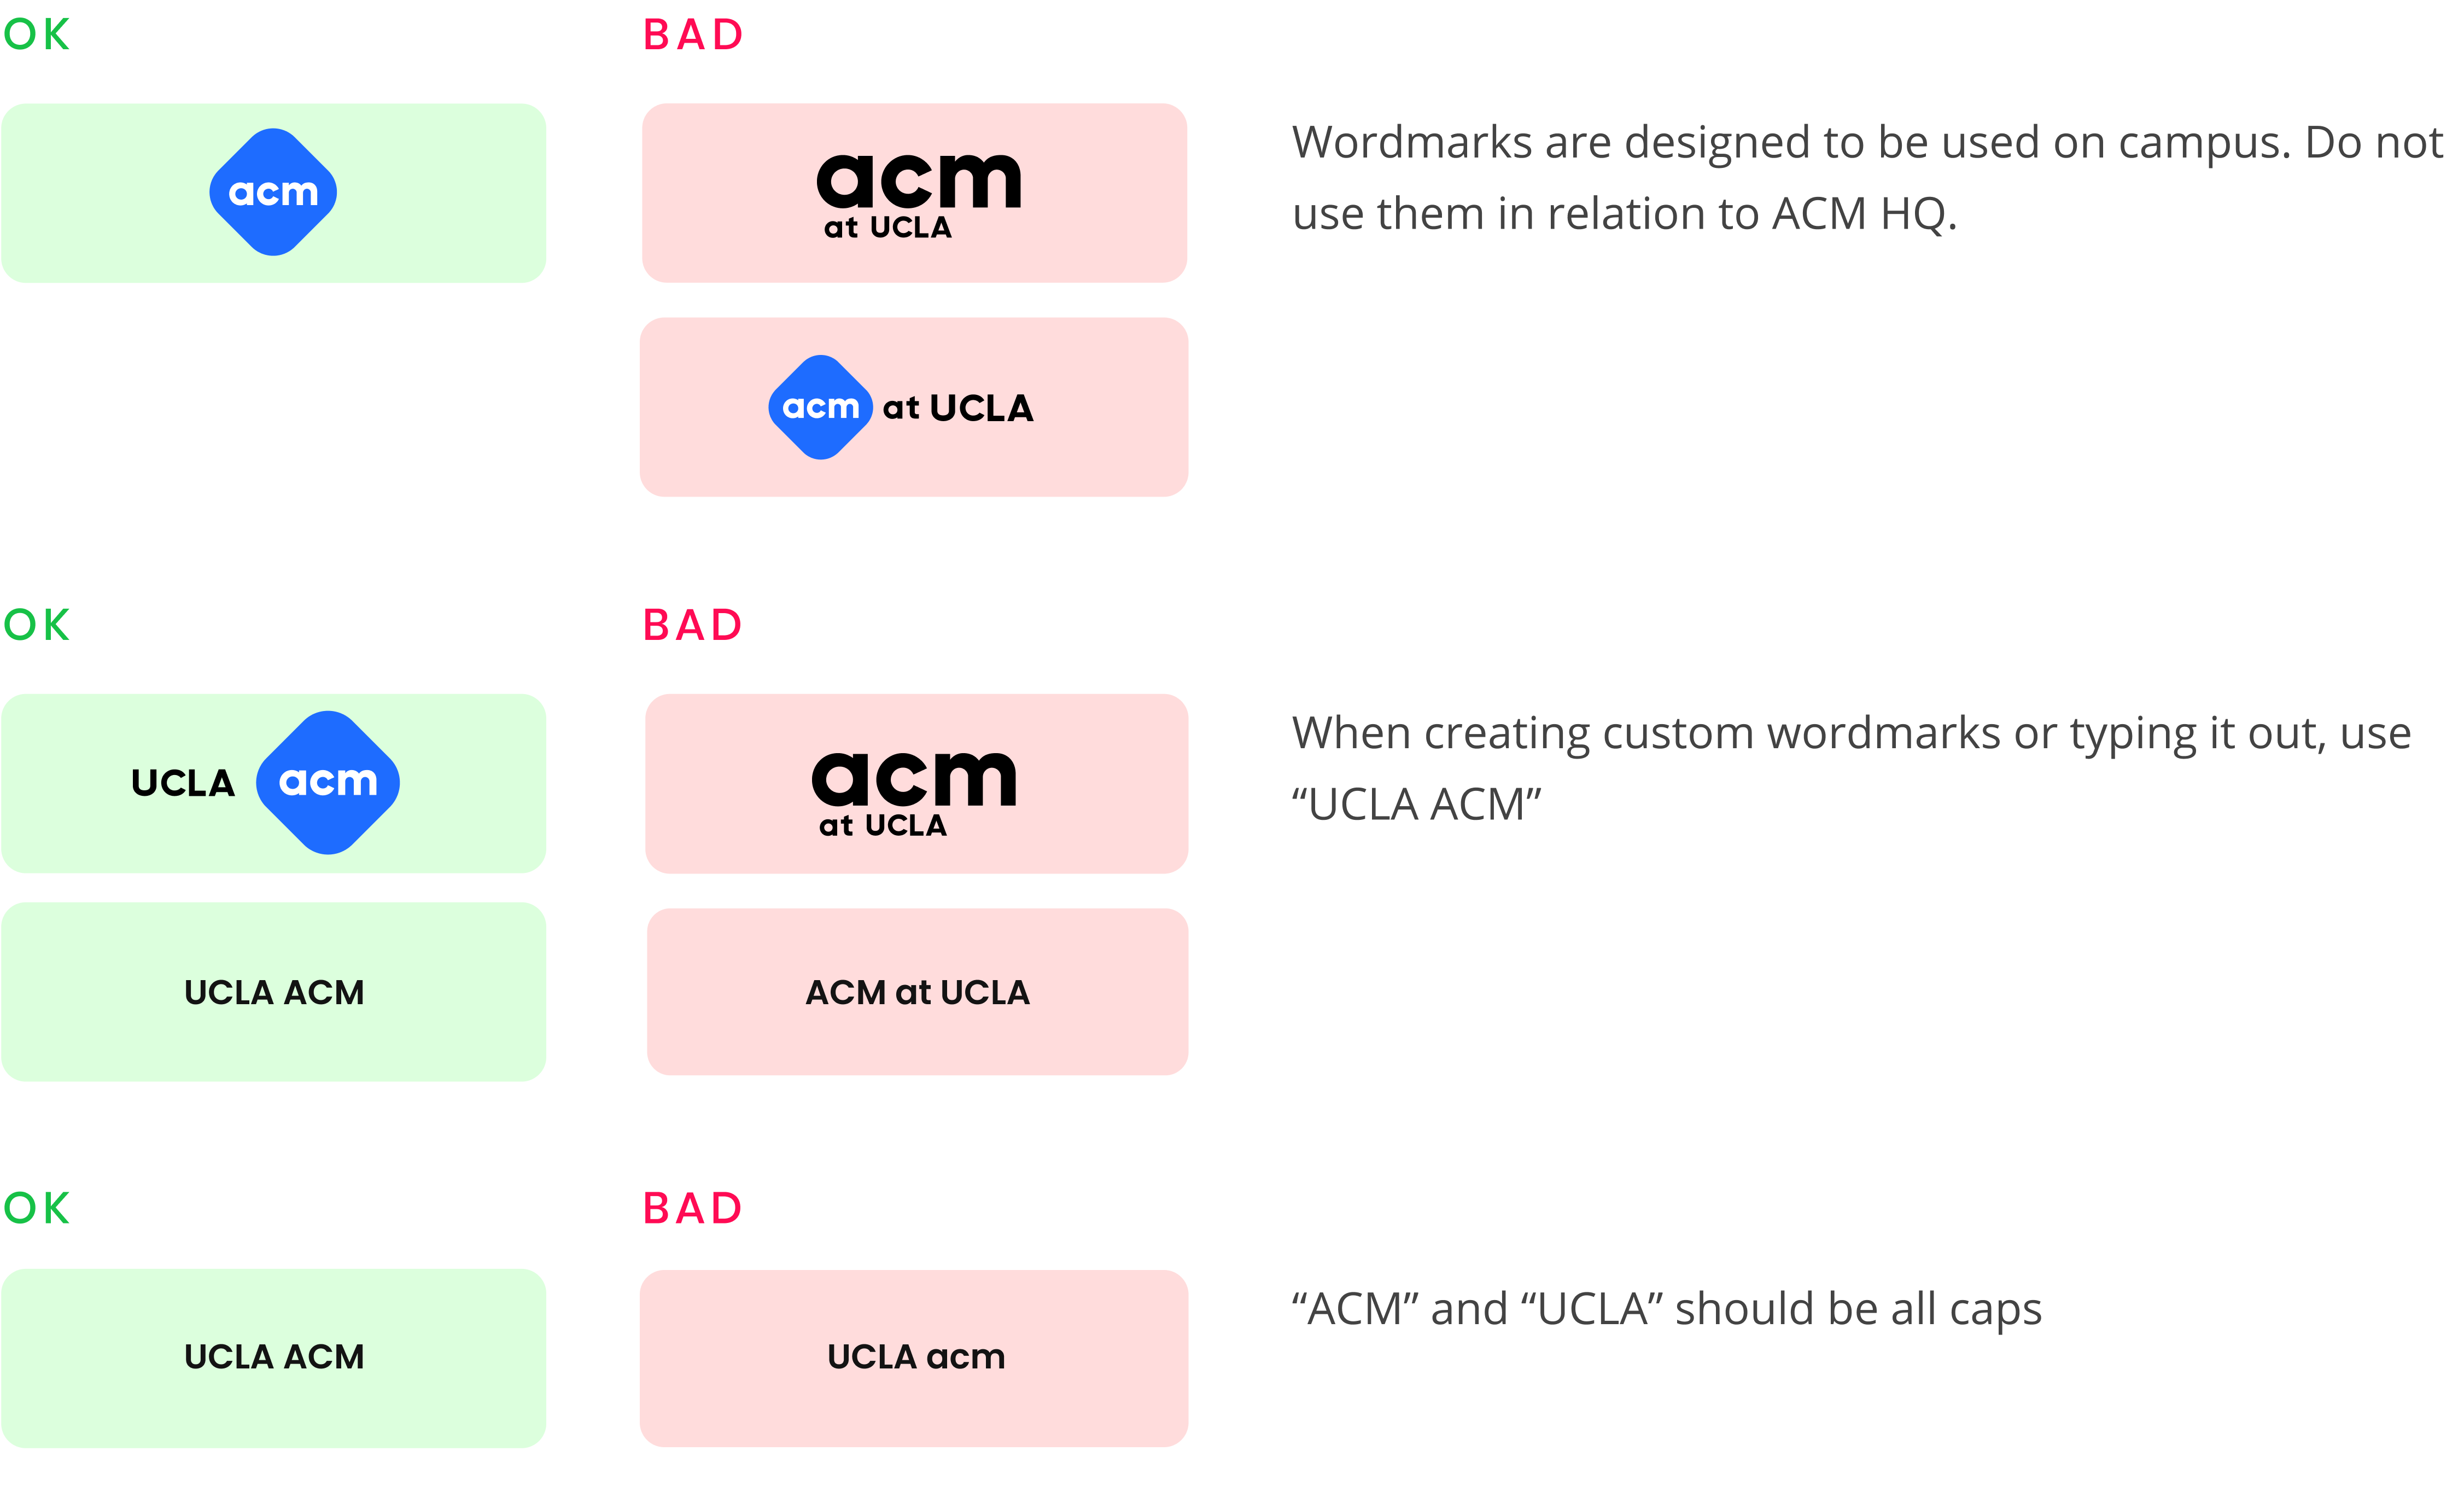 OK
BAD
acm
acm
at UCLA
Wordmarks are designed to be used on campus. Do not
use them in relation to ACM HQ.
acm at UCLA
OK
BAD
UCLA acm
acm
at UCLA
When creating custom wordmarks or typing it out, use
“UCLA ACM”
UCLA ACM
ACM at UCLA
OK
BAD
UCLA ACM
UCLA acm
“ACM” and “UCLA” should be all caps